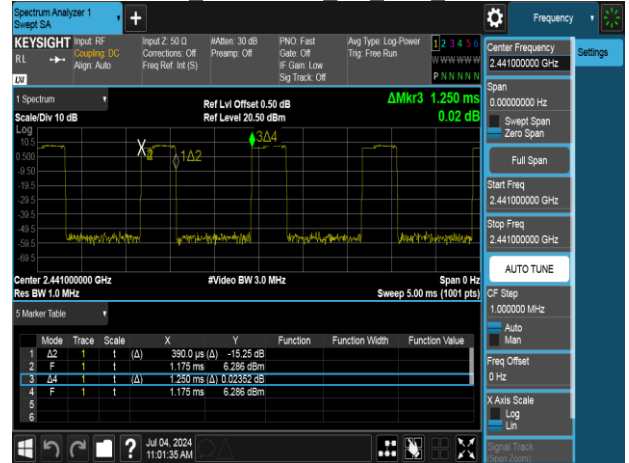 Spectrum Analyzer 1
Swept SA
+
Frequency
KEYSIGHT Input: RF Input Z: 50 Ω #Atten: 30 dB PNO: Fast Avg Type: Log-Power 1 2 3 4 5 6
RL Coupling: DC Corrections: Off Preamp: Off Gate: Off Trig: Free Run W W W W W W
Align: Auto Freq Ref: Int (S) IF Gain: Low
LXI Sig Track: Off P N N N N N
1 Spectrum Ref Lvl Offset 0.50 dB ΔMkr3 1.250 ms
Scale/Div 10 dB Ref Level 20.50 dBm 0.02 dB
Log
10.5
0.500
-9.50
-19.5
-29.5
-39.5
-49.5
-59.5
-69.5
X 2 1Δ2 3Δ4
Center 2.441000000 GHz #Video BW 3.0 MHz Span 0 Hz
Res BW 1.0 MHz Sweep 5.00 ms (1001 pts)
5 Marker Table
Mode Trace Scale X Y Function Function Width Function Value
1 Δ2 1 t (Δ) 390.0 µs (Δ) -15.25 dB
2 F 1 t 1.175 ms 6.286 dBm
3 Δ4 1 t (Δ) 1.250 ms (Δ) 0.02352 dB
4 F 1 t 1.175 ms 6.286 dBm
5
6
? Jul 04, 2024
11:01:35 AM
Center Frequency
2.441000000 GHz
Settings
Span
0.00000000 Hz
Swept Span
Zero Span
Full Span
Start Freq
2.441000000 GHz
Stop Freq
2.441000000 GHz
AUTO TUNE
CF Step
1.000000 MHz
Auto
Man
Freq Offset
0 Hz
X Axis Scale
Log
Lin
Signal Track
(Span Zoom)